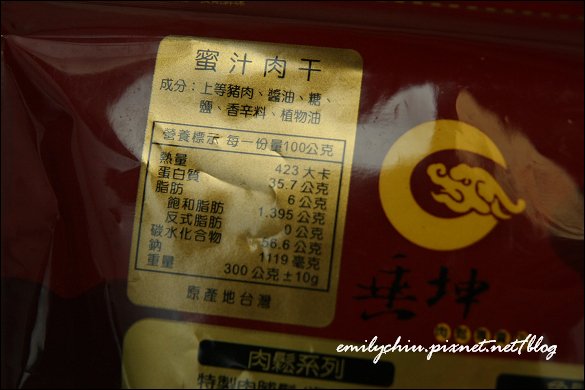 蜜汁肉干
成分：上等豬肉、醬油、糖、
鹽、香辛料、植物油
營養標示 每一份量100公克
熱量 423 大卡
蛋白質 35.7 公克
脂肪 6 公克
飽和脂肪 1.395 公克
反式脂肪 0 公克
碳水化合物 56.6 公克
鈉 1119 毫克
重量 300 公克±10g
原產地台灣
垂坤
肉鬆系列
emilychiu.pixnet.net/blog